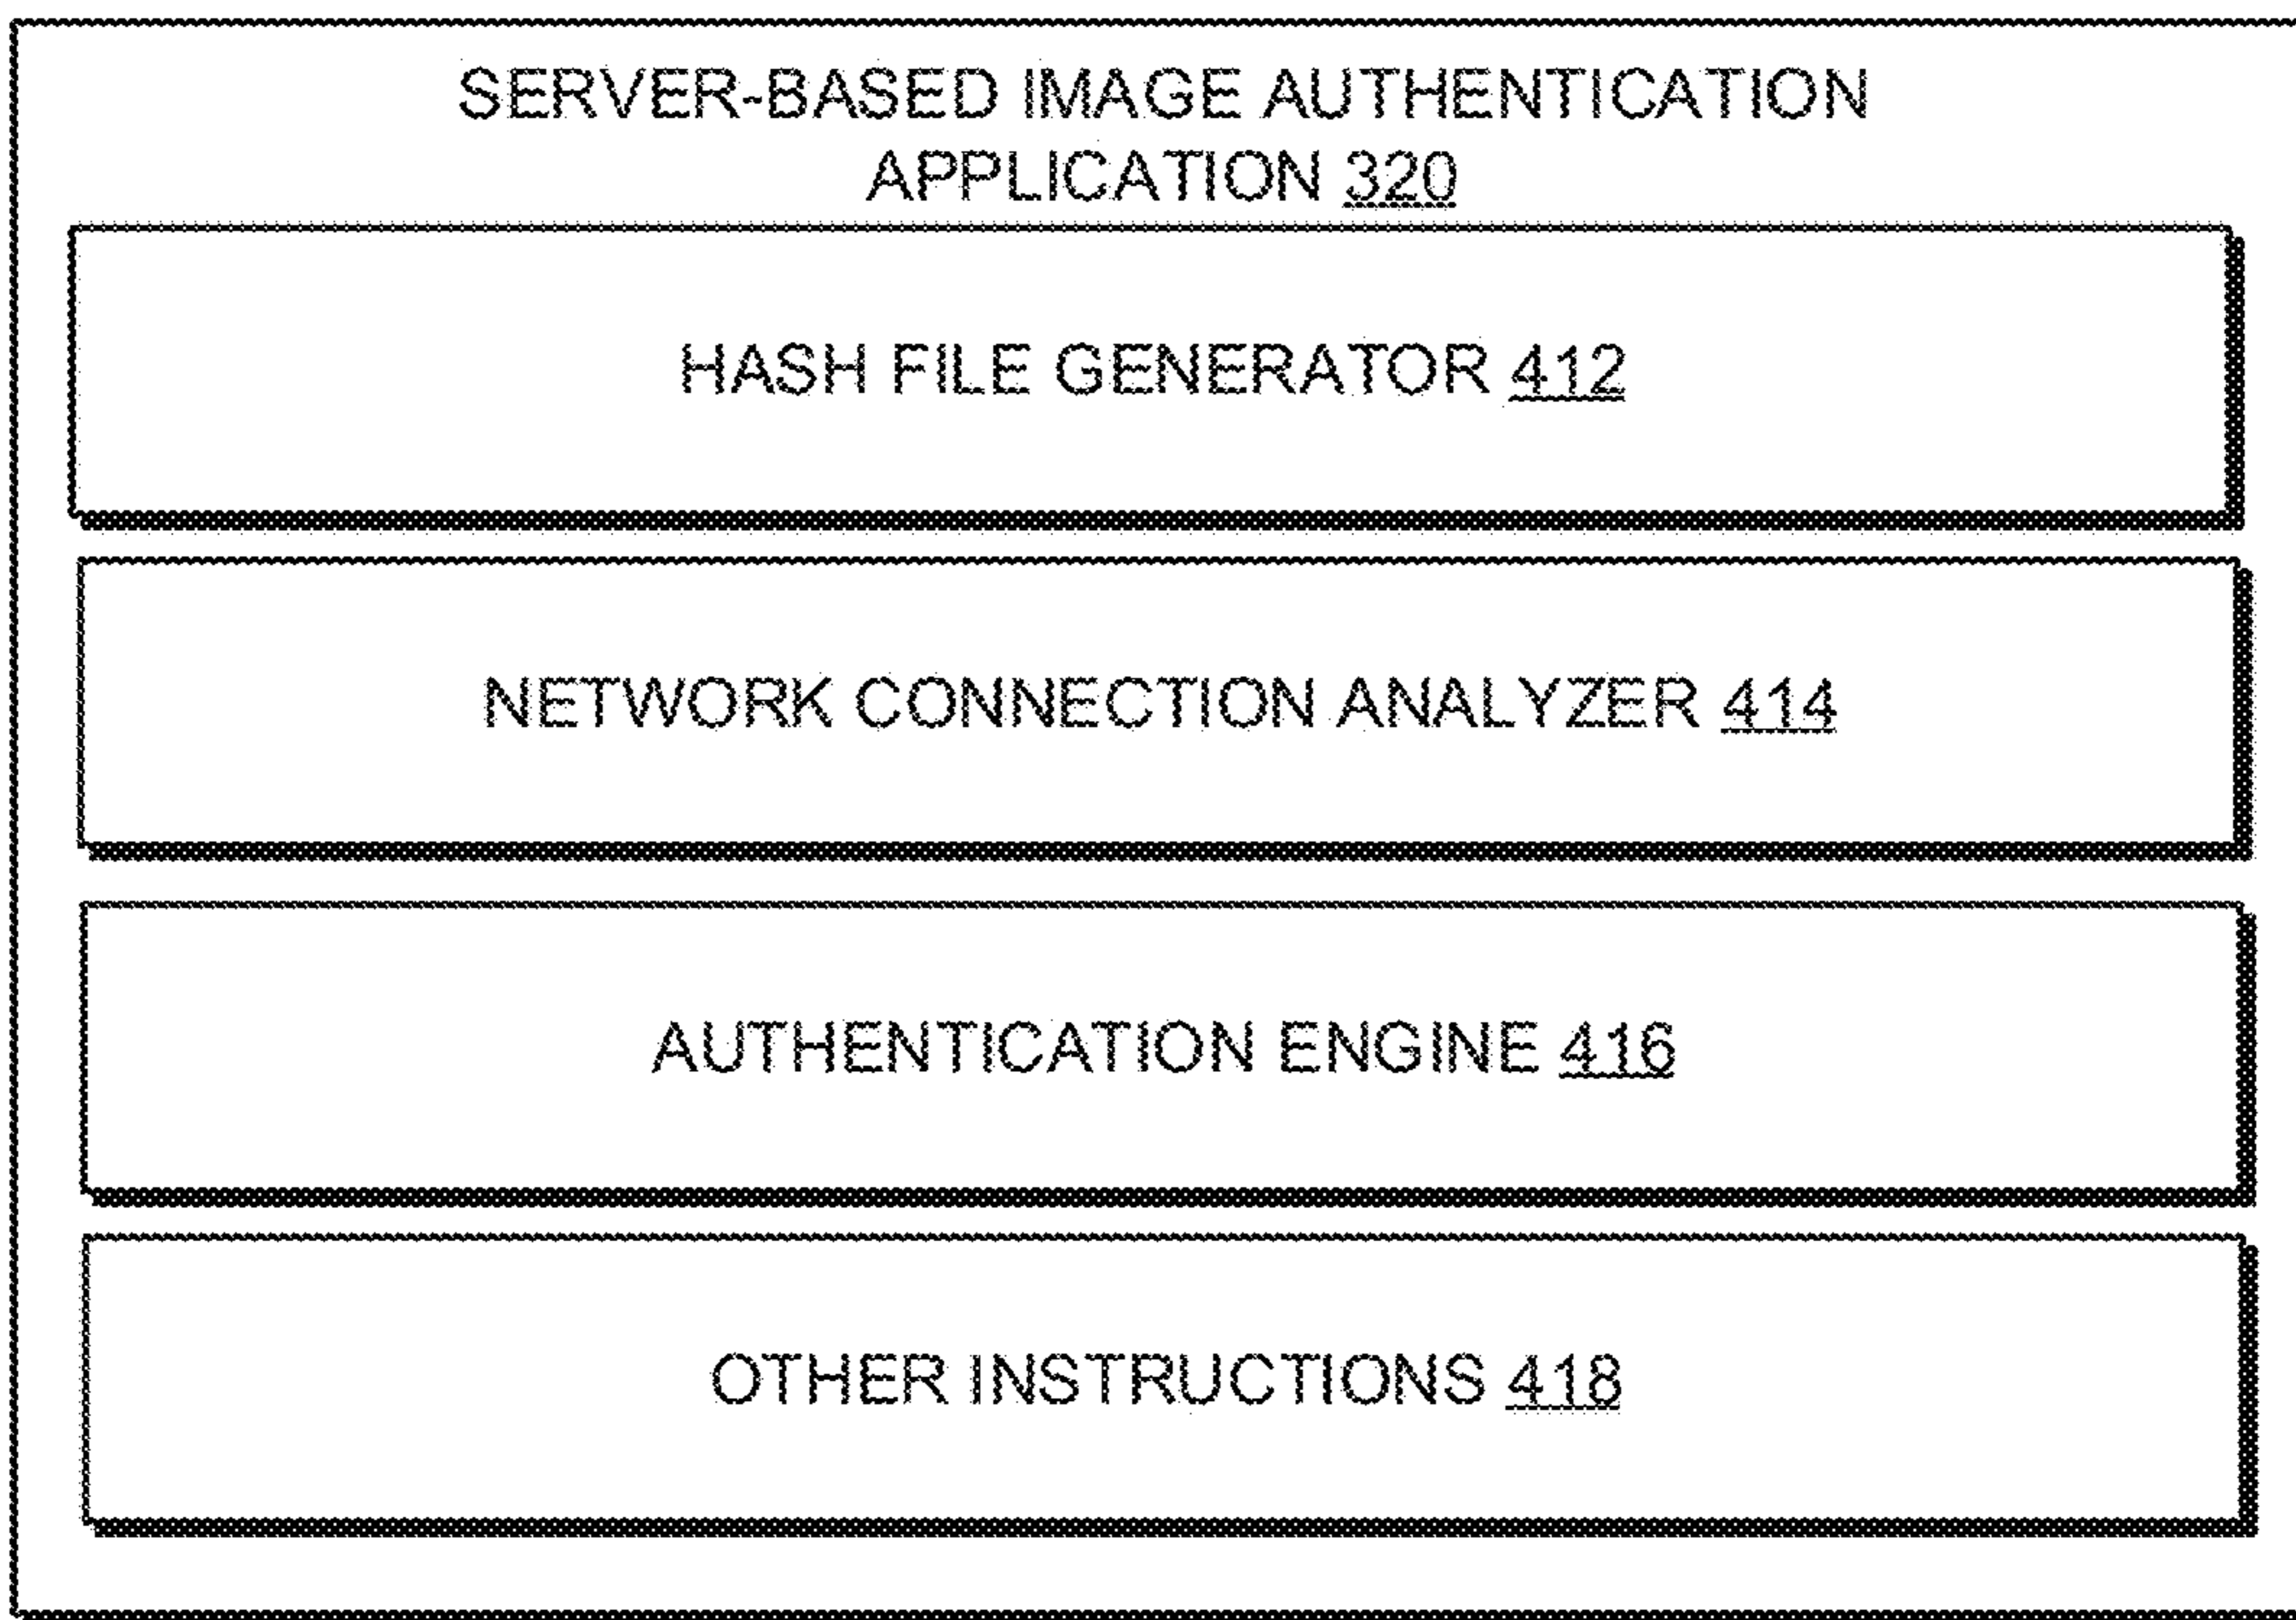 SERVER-BASED IMAGE AUTHENTICATION
APPLICATION 320
HASH FILE GENERATOR 412
NETWORK CONNECTION ANALYZER 414
AUTHENTICATION ENGINE 416
OTHER INSTRUCTIONS 418